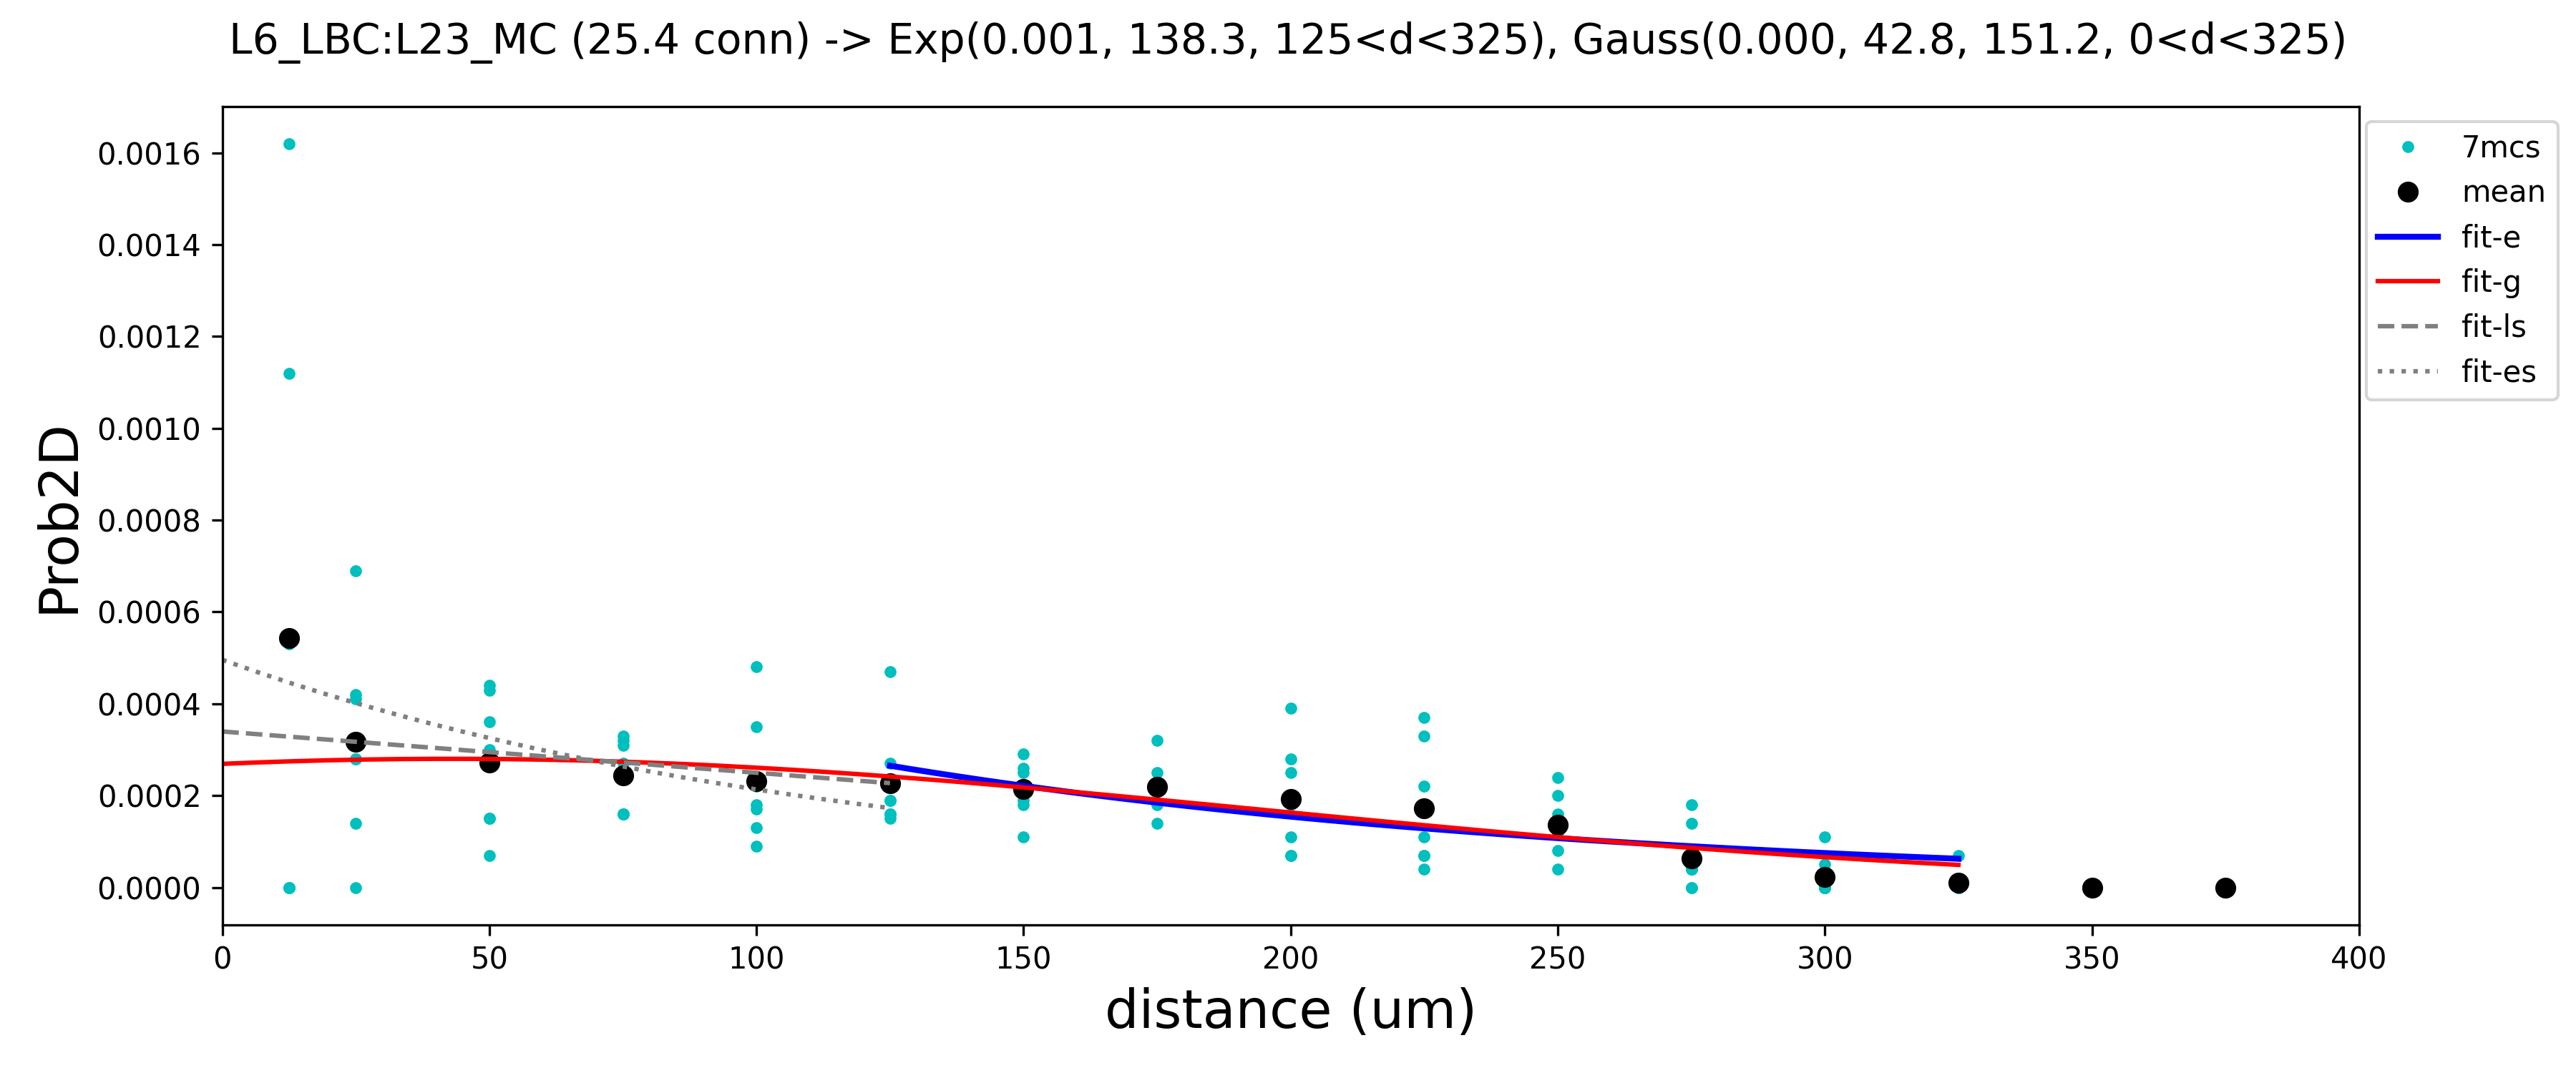 L6_LBC:L23_MC (25.4 conn) -> Exp(0.001, 138.3, 125<d<325), Gauss(0.000, 42.8, 151.2, 0<d<325)
Prob2D
0.0016
0.0014
0.0012
0.0010
0.0008
0.0006
0.0004
0.0002
0.0000
0 50 100 150 200 250 300 350 400
distance (um)
7mcs
mean
fit-e
fit-g
fit-ls
fit-es